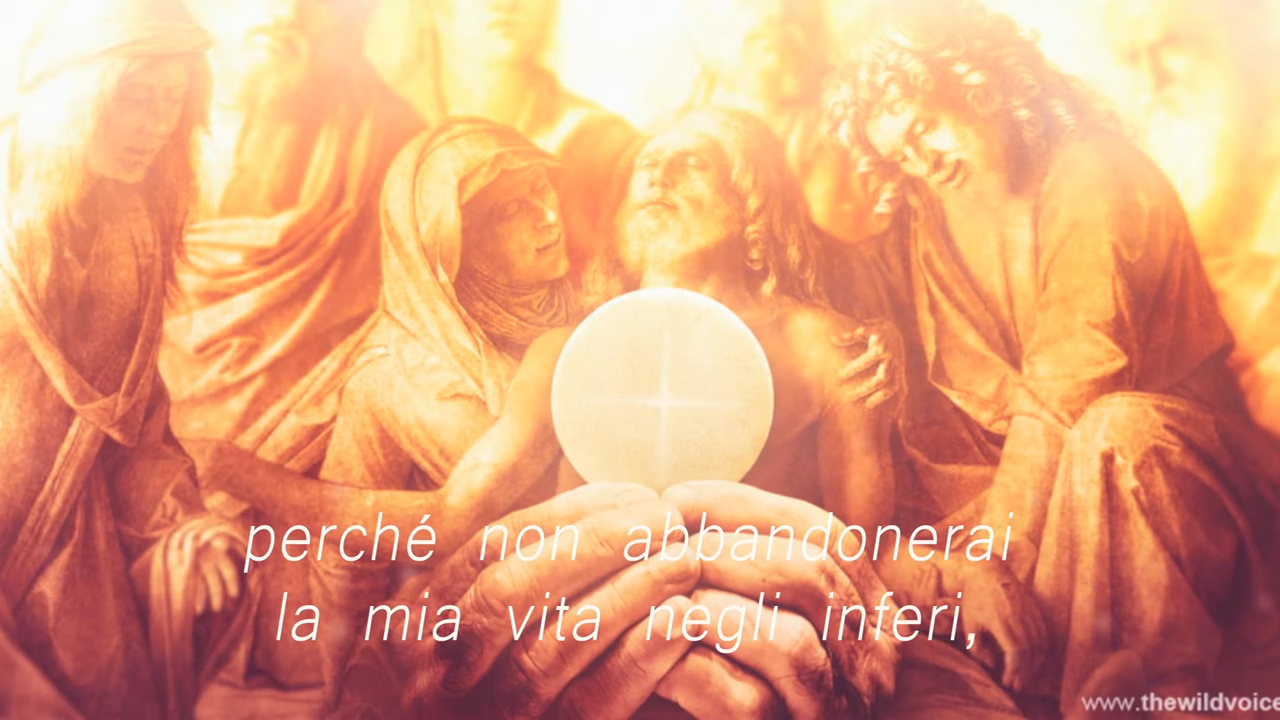 perché non abbandonerai
la mia vita negli inferi,
www.thewildvoice